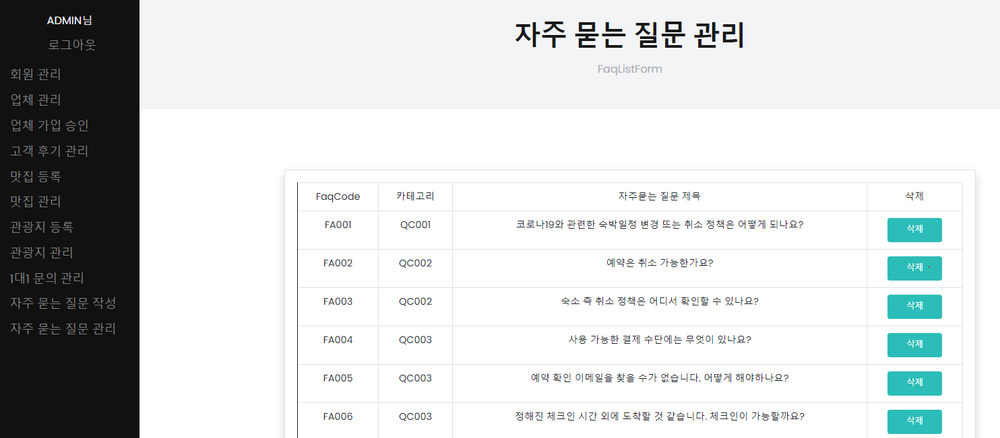 ADMIN님
로그아웃
회원 관리
업체 관리
업체 가입 승인
고객 후기 관리
맛집 등록
맛집 관리
관광지 등록
관광지 관리
1대1 문의 관리
자주 묻는 질문 작성
자주 묻는 질문 관리
자주 묻는 질문 관리
FaqListForm
FaqCode 카테고리 자주묻는 질문 제목 삭제
FA001 QC001 코로나19와 관련한 숙박일정 변경 또는 취소 정책은 어떻게 되나요? 삭제
FA002 QC002 예약은 취소 가능한가요? 삭제
FA003 QC002 숙소 측 취소 정책은 어디서 확인할 수 있나요? 삭제
FA004 QC003 사용 가능한 결제 수단에는 무엇이 있나요? 삭제
FA005 QC003 예약 확인 이메일을 찾을 수가 없습니다. 어떻게 해야하나요? 삭제
FA006 QC003 정해진 체크인 시간 외에 도착할 것 같습니다. 체크인이 가능할까요? 삭제